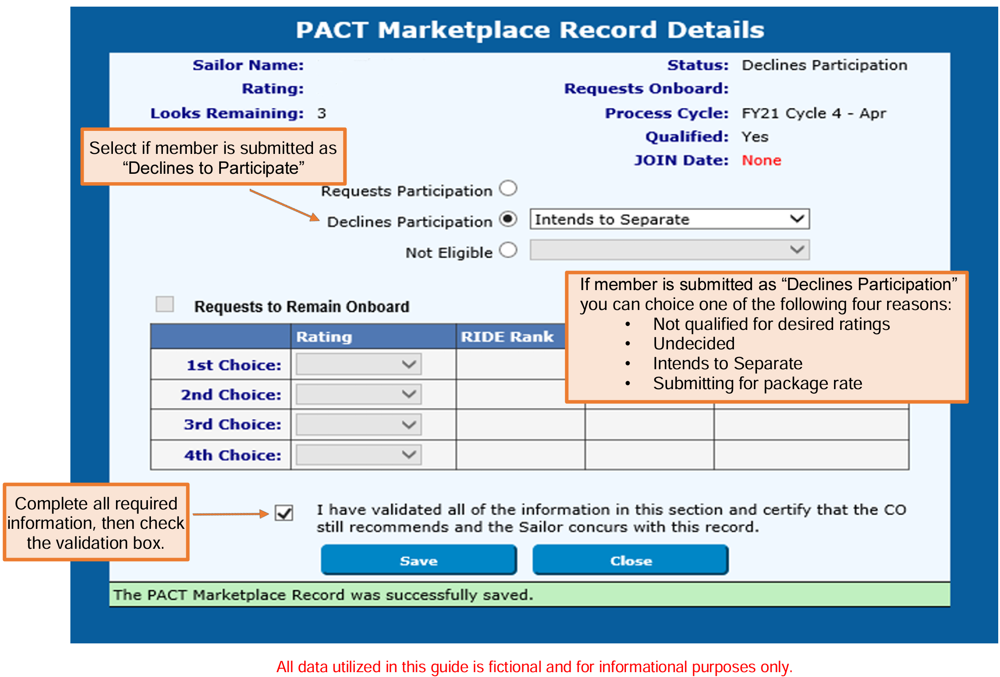 PACT Marketplace Record Details
Sailor Name:
Status: Declines Participation
Rating:
Requests Onboard:
Looks Remaining: 3
Process Cycle: FY21 Cycle 4 - Apr
Qualified: Yes
JOIN Date: None
Select if member is submitted as
“Declines to Participate”
Requests Participation
Declines Participation
Intends to Separate
Not Eligible
If member is submitted as “Declines Participation”
you can choice one of the following four reasons:
• Not qualified for desired ratings
• Undecided
• Intends to Separate
• Submitting for package rate
Requests to Remain Onboard
Rating
RIDE Rank
1st Choice:
2nd Choice:
3rd Choice:
4th Choice:
Complete all required
information, then check
the validation box.
I have validated all of the information in this section and certify that the CO
still recommends and the Sailor concurs with this record.
Save
Close
The PACT Marketplace Record was successfully saved.
All data utilized in this guide is fictional and for informational purposes only.